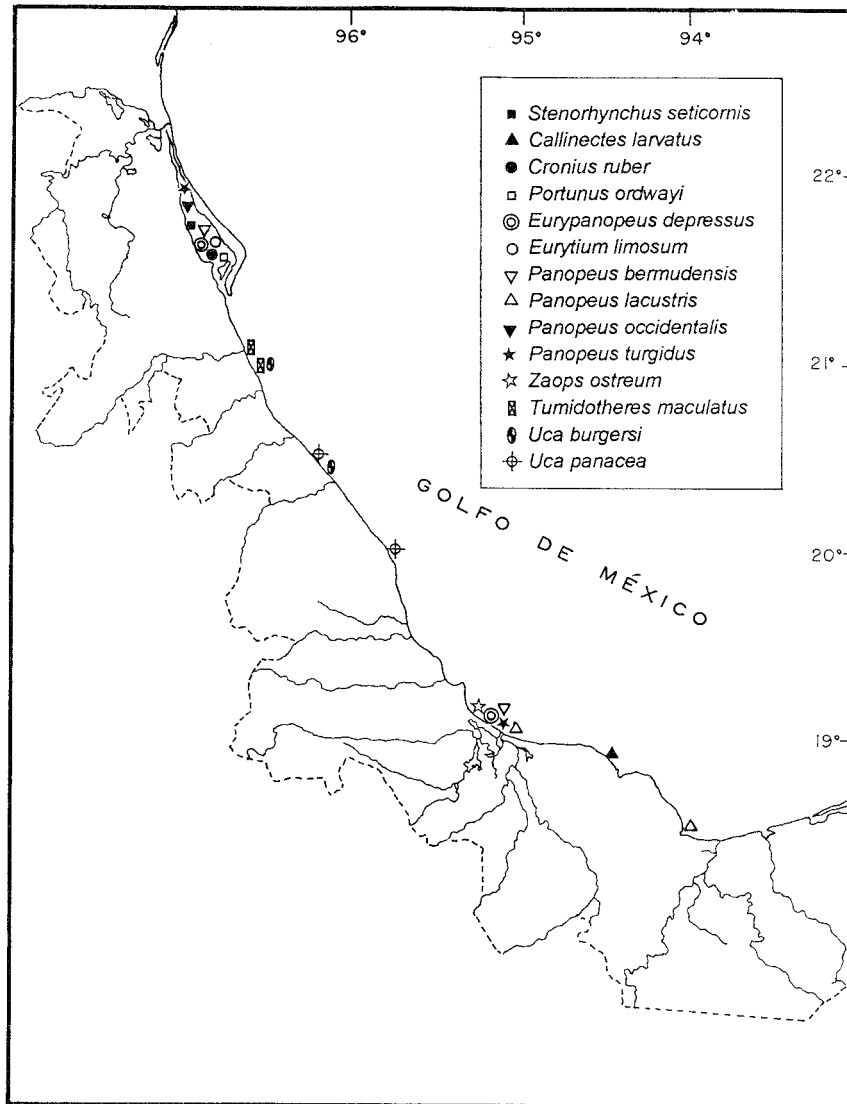 96°
95°
94°
Stenorhynchus seticornis
Callinectes larvatus
Cronius ruber
Portunus ordwayi
Eurypanopeus depressus
Eurytium limosum
Panopeus bermudensis
Panopeus lacustris
Panopeus occidentalis
Panopeus turgidus
Zaops ostreum
Tumidotheres maculatus
Uca burgersi
Uca panacea
22°
21°
GOLFO DE MÉXICO
20°
19°